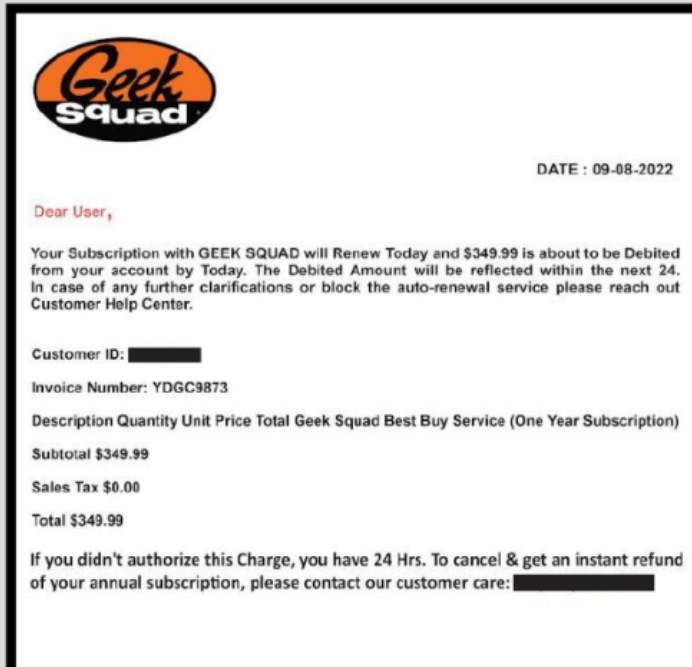 Geek
Squad
DATE : 09-08-2022
Dear User,
Your Subscription with GEEK SQUAD will Renew Today and $349.99 is about to be Debited
from your account by Today. The Debited Amount will be reflected within the next 24.
In case of any further clarifications or block the auto-renewal service please reach out
Customer Help Center.
Customer ID:
Invoice Number: YDGC9873
Description Quantity Unit Price Total Geek Squad Best Buy Service (One Year Subscription)
Subtotal $349.99
Sales Tax $0.00
Total $349.99
If you didn't authorize this Charge, you have 24 Hrs. To cancel & get an instant refund
of your annual subscription, please contact our customer care: